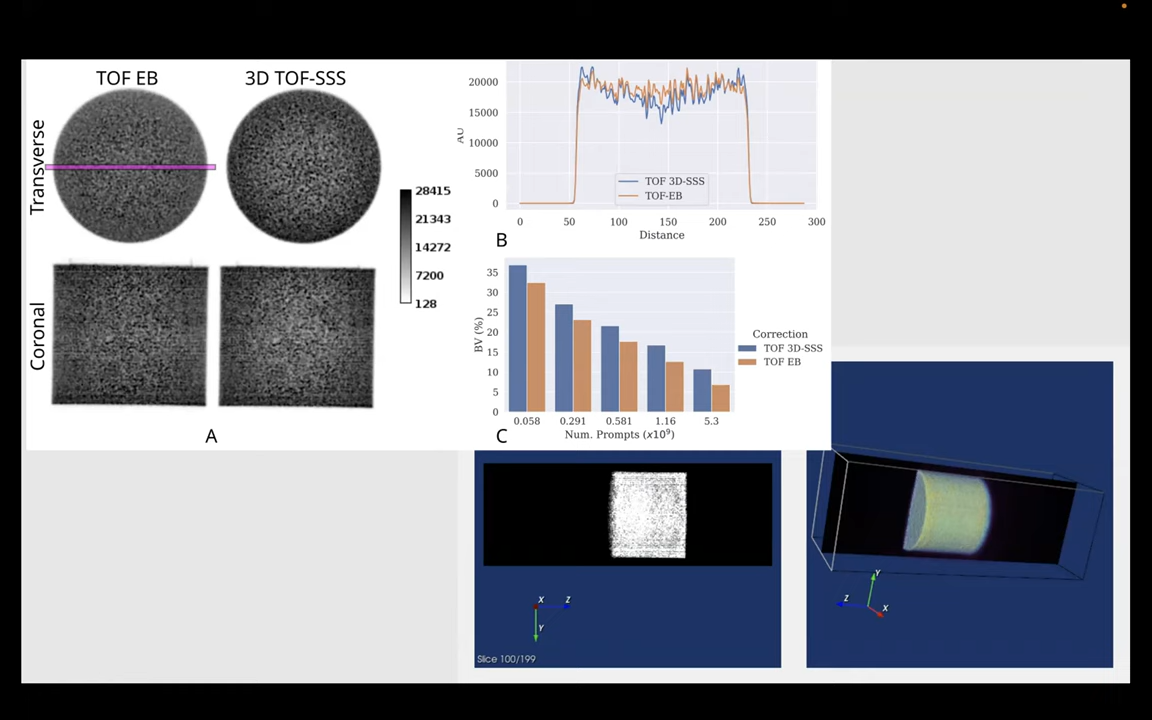 TOF EB
3D TOF-SSS
Transverse
Coronal
28415
21343
14272
7200
128
A
20000
15000
10000
5000
0
AU
TOF 3D-SSS
TOF-EB
0 50 100 150 200 250 300
Distance
B
35
30
25
20
15
10
5
0
BV (%)
0.058 0.291 0.581 1.16 5.3
Num. Prompts (x10⁹)
C
Correction
TOF 3D-SSS
TOF EB
X Z
Y
Slice 100/199
Y
Z
X